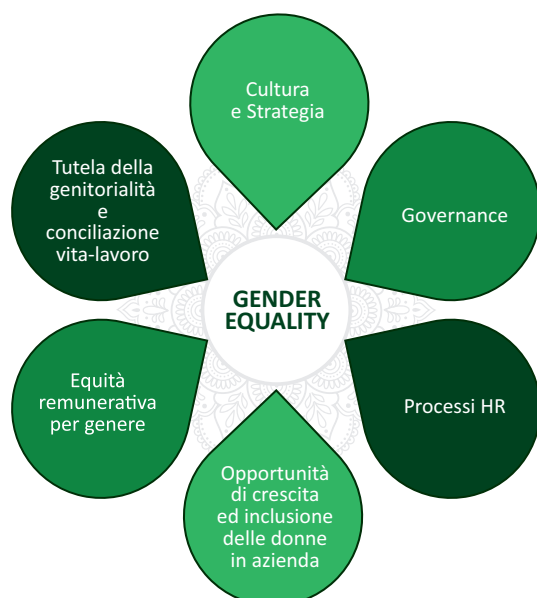 Cultura
e Strategia
Governance
Processi HR
Opportunità
di crescita
ed inclusione
delle donne
in azienda
Equità
remunerativa
per genere
Tutela della
genitorialità
e
conciliazione
vita-lavoro
GENDER
EQUALITY